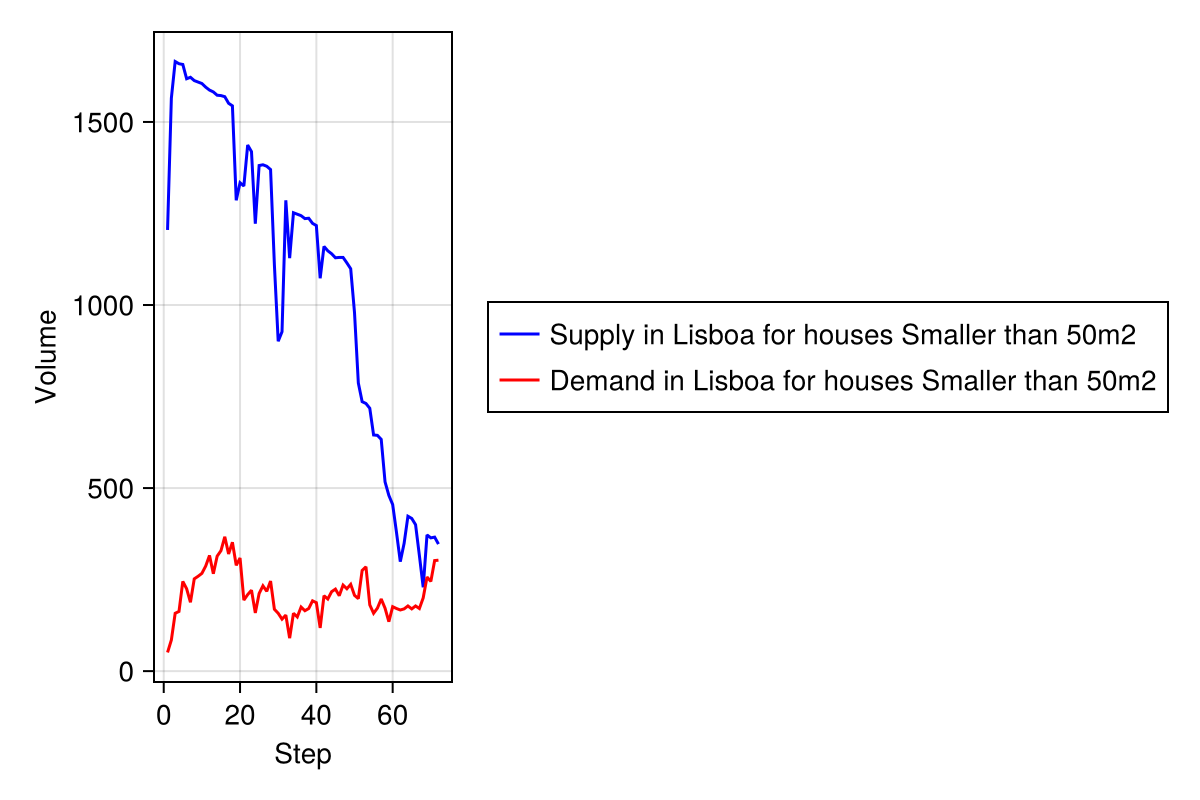 Volume
1500
1000
500
0
0 20 40 60
Step
Supply in Lisboa for houses Smaller than 50m2
Demand in Lisboa for houses Smaller than 50m2